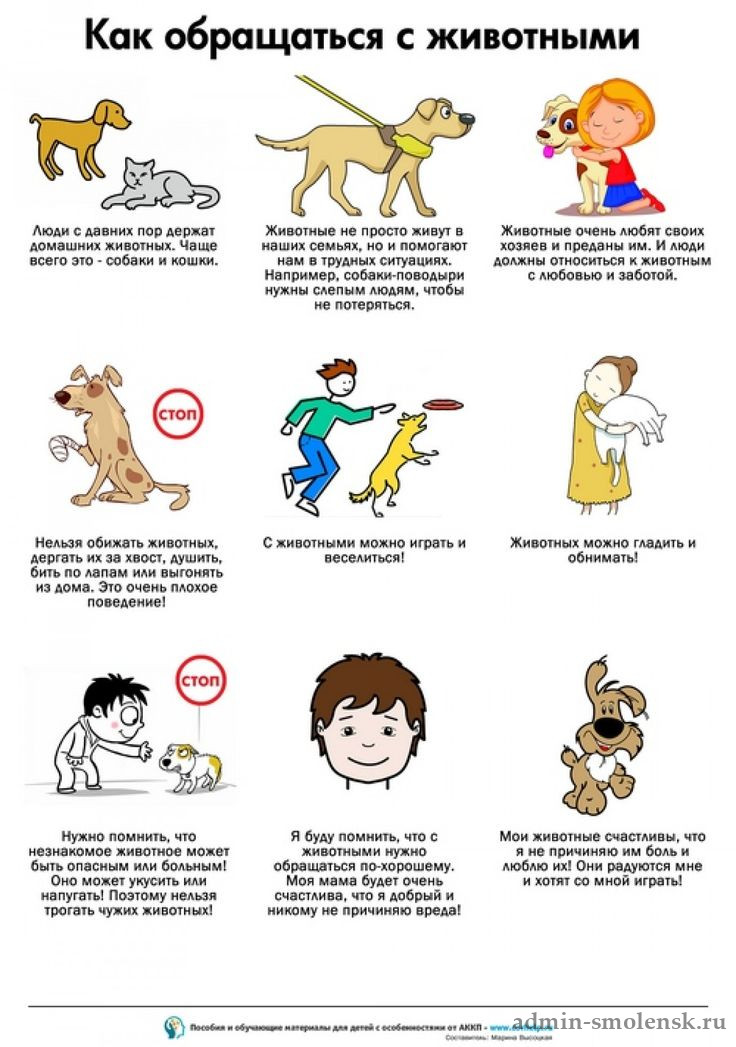 Как обращаться с животными
Люди с давних пор держат
домашних животных. Чаще
всего это - собаки и кошки.
Животные не просто живут в
наших семьях, но и помогают
нам в трудных ситуациях.
Например, собаки-поводыри
нужны слепым людям, чтобы
не потеряться.
Животные очень любят своих
хозяев и преданы им. И люди
должны относиться к животным
с любовью и заботой.
СТОП
Нельзя обижать животных,
дергать их за хвост, душить,
бить по лапам или выгонять
из дома. Это очень плохое
поведение!
С животными можно играть и
веселиться!
Животных можно гладить и
обнимать!
СТОП
Нужно помнить, что
незнакомое животное может
быть опасным или больным!
Оно может укусить или
напугать! Поэтому нельзя
трогать чужих животных!
Я буду помнить, что с
животными нужно
обращаться по-хорошему.
Моя мама будет очень
счастлива, что я добрый и
никому не причиняю вреда!
Мои животные счастливы, что
я не причиняю им боль и
люблю их! Они радуются мне
и хотят со мной играть!
Пособия и обучающие материалы для детей с особенностями от АККП -
Составитель: Марина Высоцкая
admin-smolensk.ru